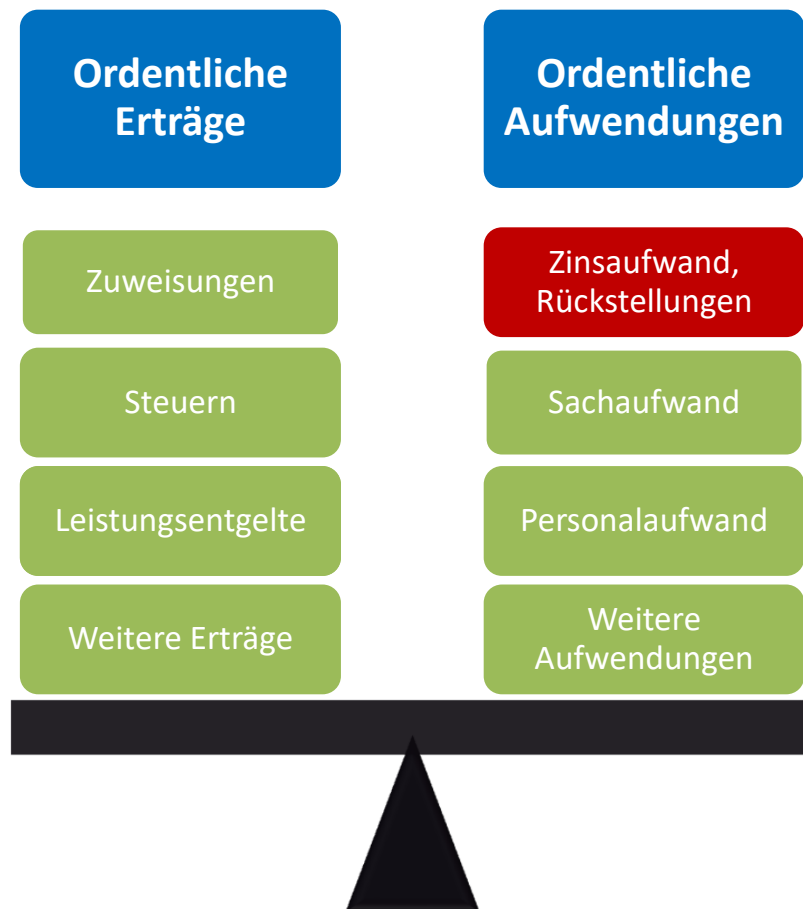 Ordentliche
Erträge
Zuweisungen
Steuern
Leistungsentgelte
Weitere Erträge
Ordentliche
Aufwendungen
Zinsaufwand,
Rückstellungen
Sachaufwand
Personalaufwand
Weitere
Aufwendungen